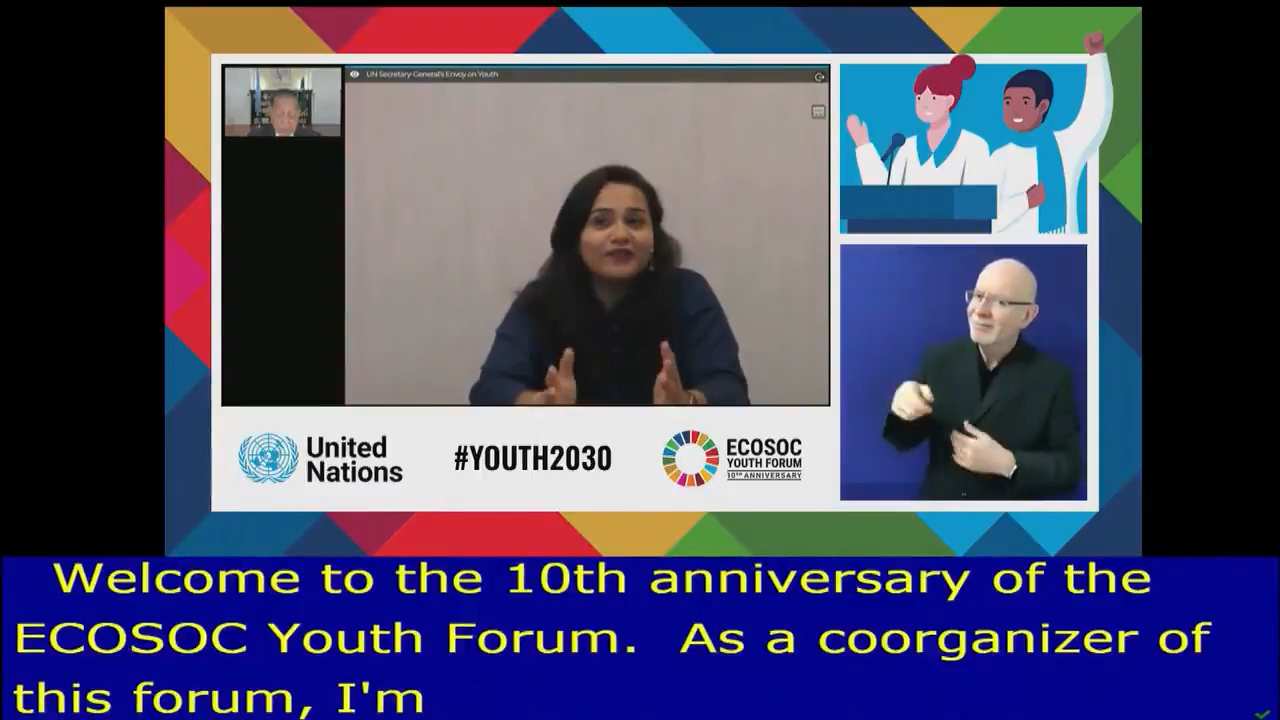 UN Secretary-General's Envoy on Youth
United
Nations
#YOUTH2030
ECOSOC
YOUTH FORUM
10TH ANNIVERSARY
Welcome to the 10th anniversary of the
ECOSOC Youth Forum.  As a coorganizer of
this forum, I'm